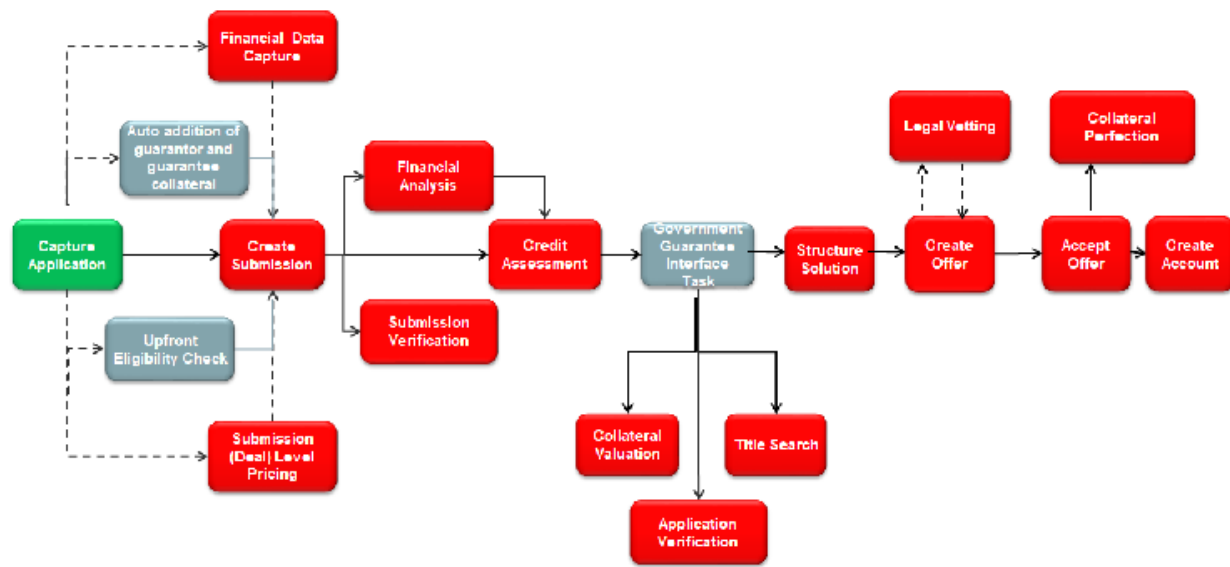 Financial Data
Capture
Auto addition of
guarantor and
guarantee
collateral
Legal Vetting
Collateral
Perfection
Financial
Analysis
Capture
Application
Create
Submission
Credit
Assessment
Government
Guarantee
Interface
Task
Structure
Solution
Create
Offer
Accept
Offer
Create
Account
Upfront
Eligibility Check
Submission
Verification
Submission
(Deal) Level
Pricing
Collateral
Valuation
Title Search
Application
Verification